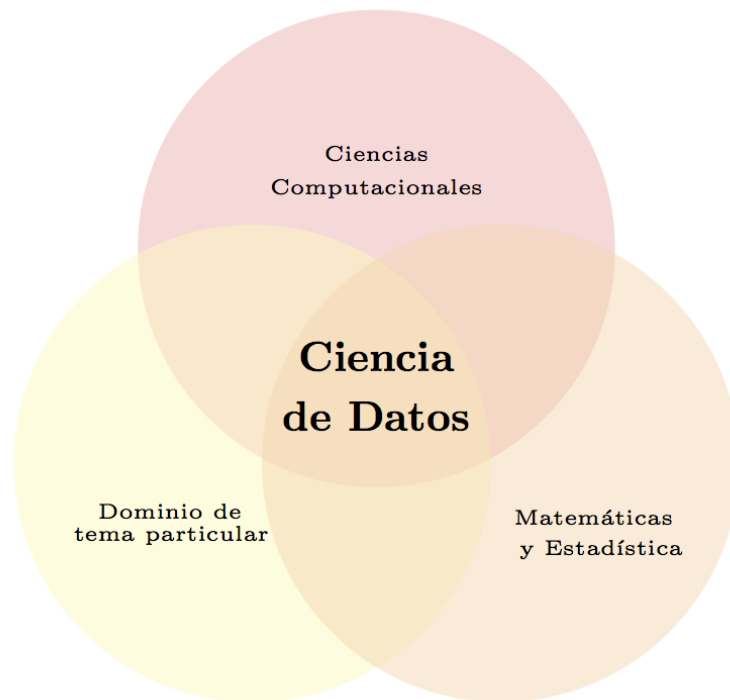 Ciencias
Computacionales
Ciencia
de Datos
Dominio de
tema particular
Matemáticas
y Estadística